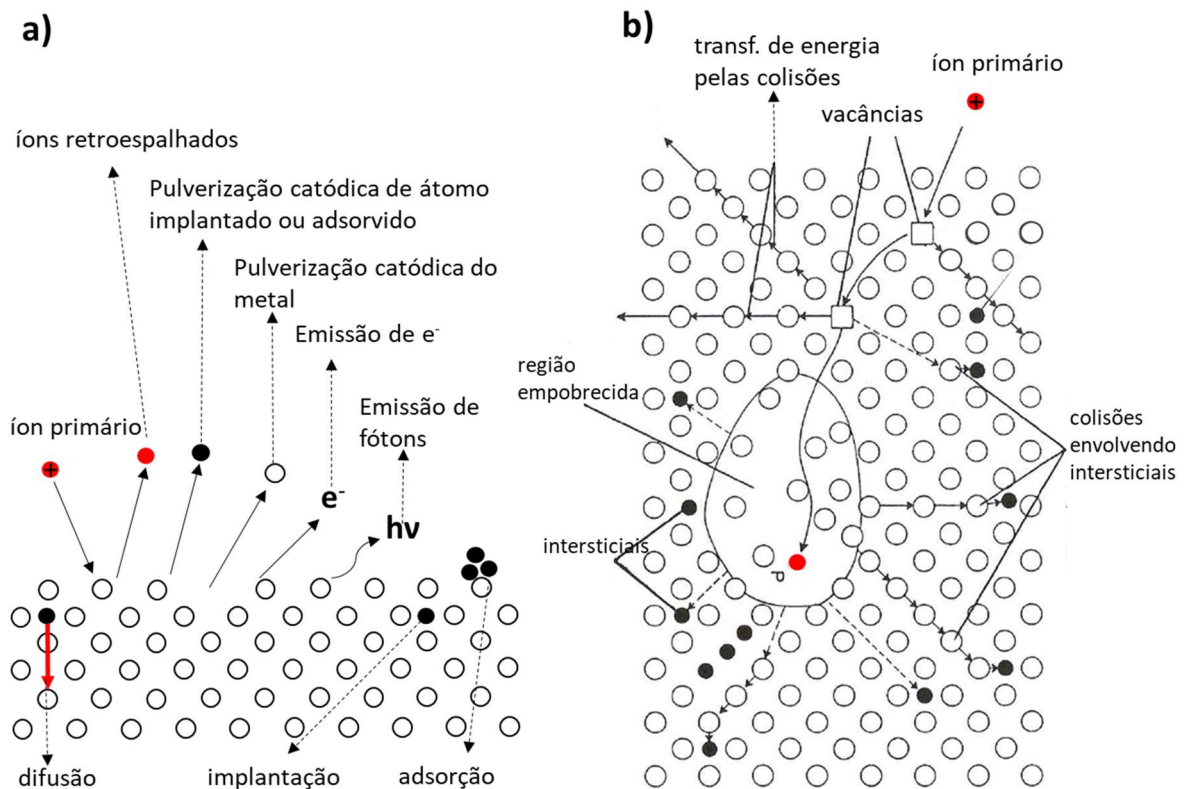 a)
íons retroespalhados
Pulverização catódica de átomo
implantado ou adsorvido
Pulverização catódica do
metal
Emissão de e-
Emissão de
fótons
íon primário
+
e-
hν
difusão
implantação
adsorção
b)
transf. de energia
pelas colisões
íon primário
+
vacâncias
região
empobrecida
colisões
envolvendo
intersticiais
intersticiais
P